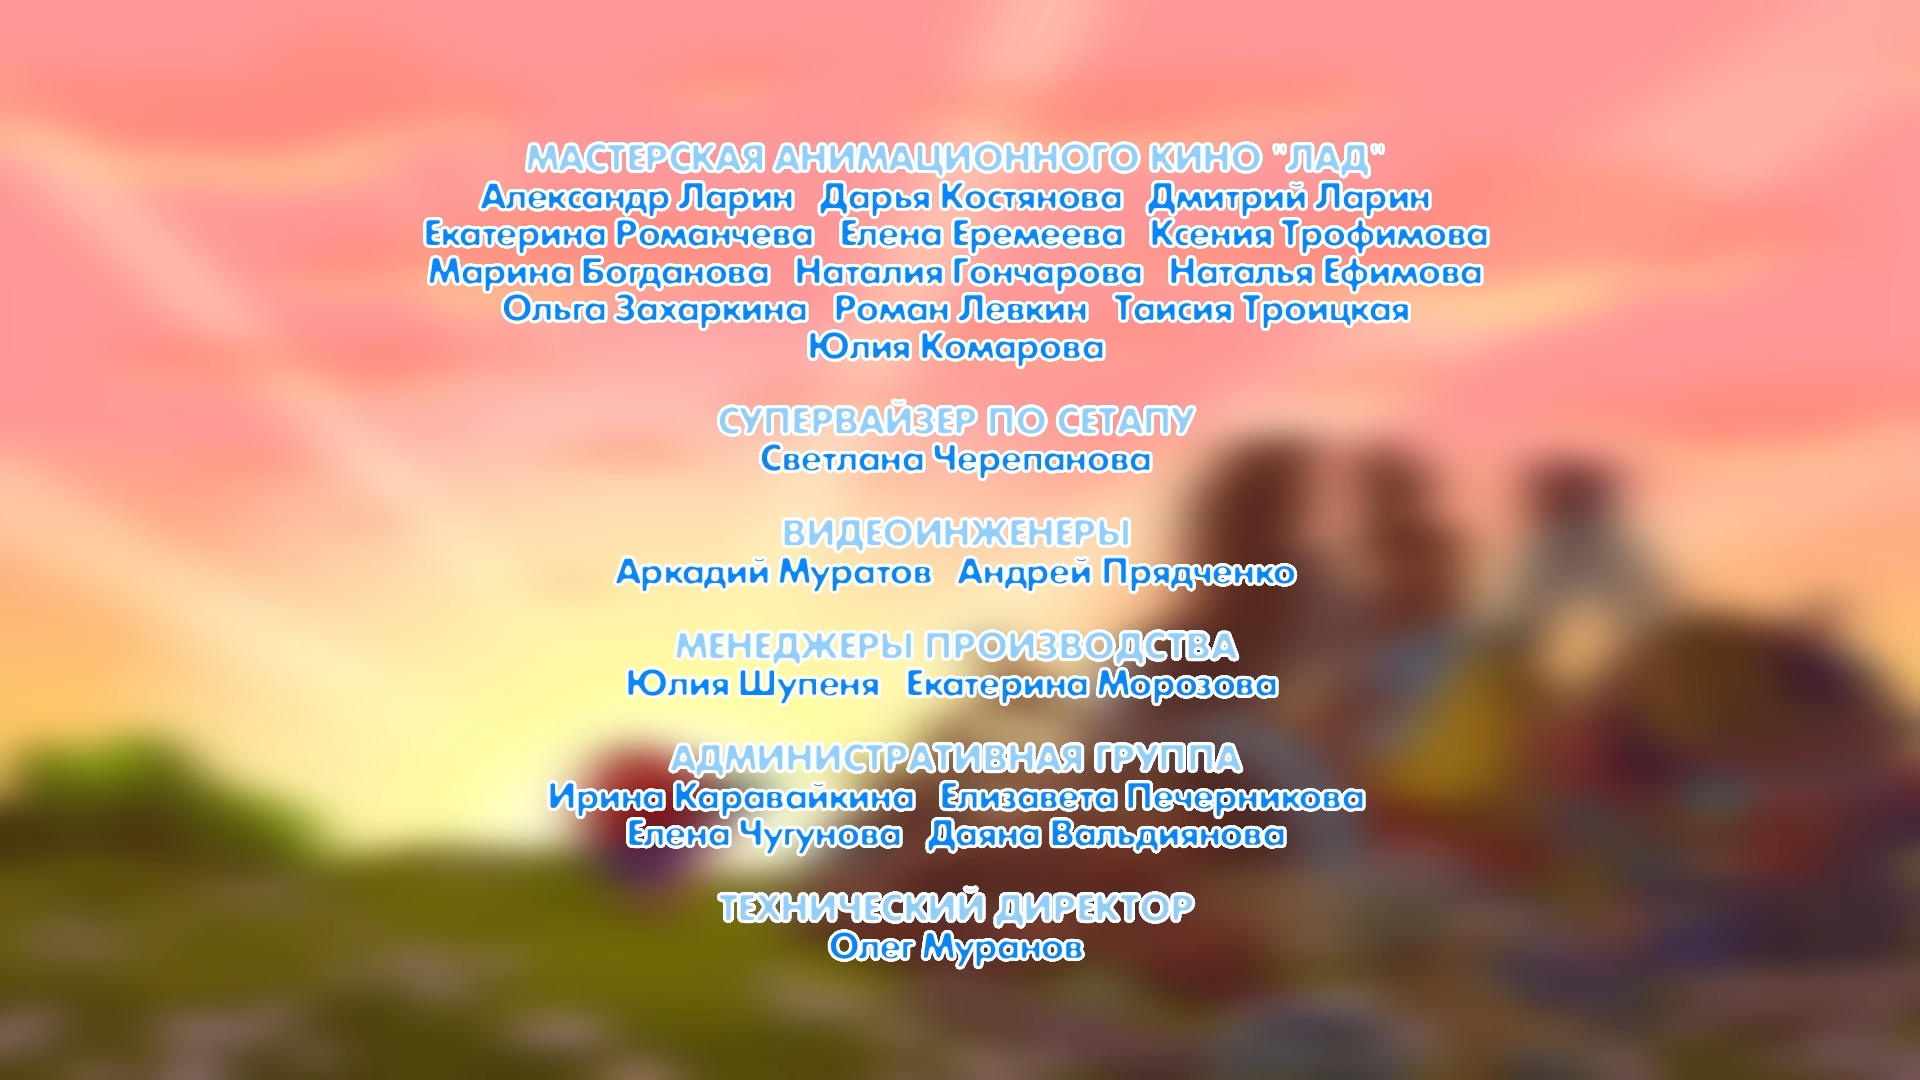 МАСТЕРСКАЯ АНИМАЦИОННОГО КИНО "ЛАД"
Александр Ларин Дарья Костянова Дмитрий Ларин
Екатерина Романчева Елена Еремеева Ксения Трофимова
Марина Богданова Наталия Гончарова Наталья Ефимова
Ольга Захаркина Роман Левкин Таисия Троицкая
Юлия Комарова
СУПЕРВАЙЗЕР ПО СЕТАПУ
Светлана Черепанова
ВИДЕОИНЖЕНЕРЫ
Аркадий Муратов Андрей Прядченко
МЕНЕДЖЕРЫ ПРОИЗВОДСТВА
Юлия Шупеня Екатерина Морозова
АДМИНИСТРАТИВНАЯ ГРУППА
Ирина Каравайкина Елизавета Печерникова
Елена Чугунова Даяна Вальдиянова
ТЕХНИЧЕСКИЙ ДИРЕКТОР
Олег Муранов